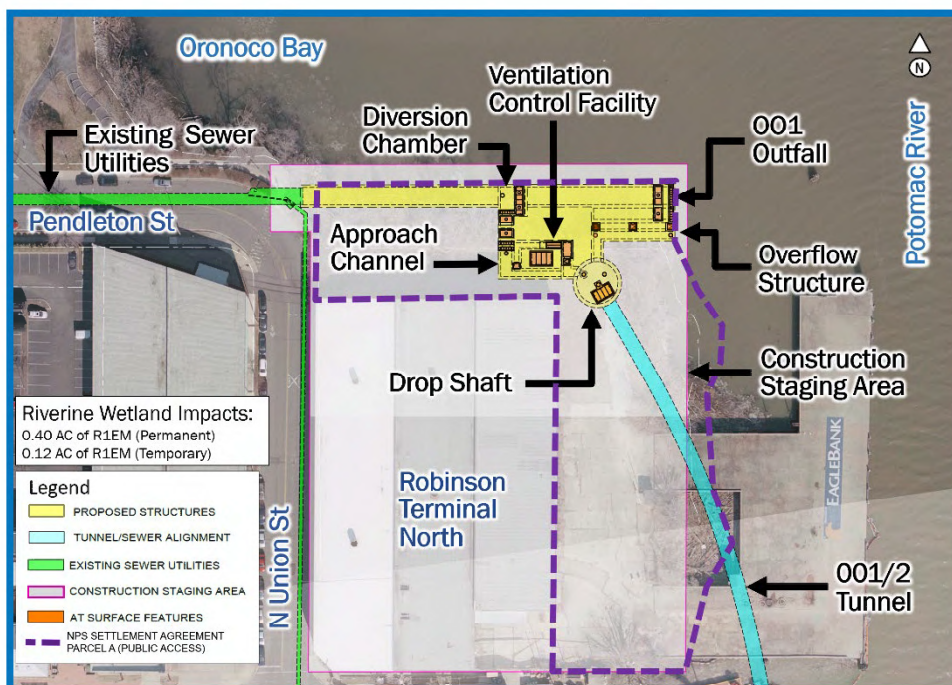 Oronoco Bay
Potomac River
N
Ventilation
Control Facility
Diversion
Chamber
001
Outfall
Existing Sewer
Utilities
Pendleton St
Approach
Channel
Overflow
Structure
Drop Shaft
Construction
Staging Area
Riverine Wetland Impacts:
0.40 AC of R1EM (Permanent)
0.12 AC of R1EM (Temporary)
Legend
PROPOSED STRUCTURES
TUNNEL/SEWER ALIGNMENT
EXISTING SEWER UTILITIES
CONSTRUCTION STAGING AREA
AT SURFACE FEATURES
NPS SETTLEMENT AGREEMENT
PARCEL A (PUBLIC ACCESS)
N Union St
Robinson
Terminal
North
EAGLEBANK
001/2
Tunnel